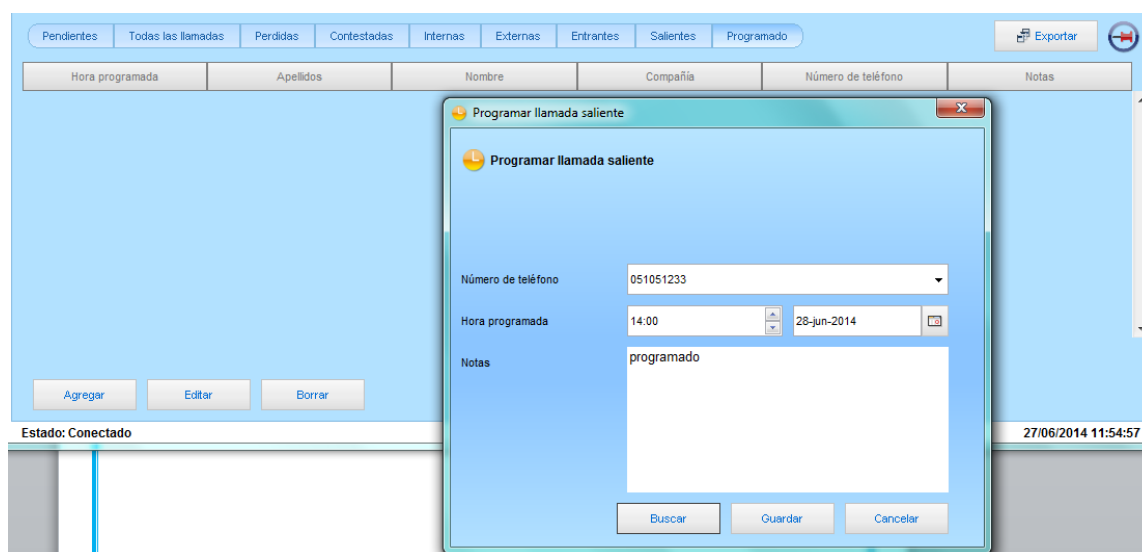 Pendientes Todas las llamadas Perdidas Contestadas Internas Externas Entrantes Salientes Programado Exportar
Hora programada Apellidos Nombre Compañía Número de teléfono Notas
Programar llamada saliente
Programar llamada saliente
Número de teléfono 051051233
Hora programada 14:00 28-jun-2014
Notas programado
Agregar Editar Borrar
Estado: Conectado 27/06/2014 11:54:57
Buscar Guardar Cancelar